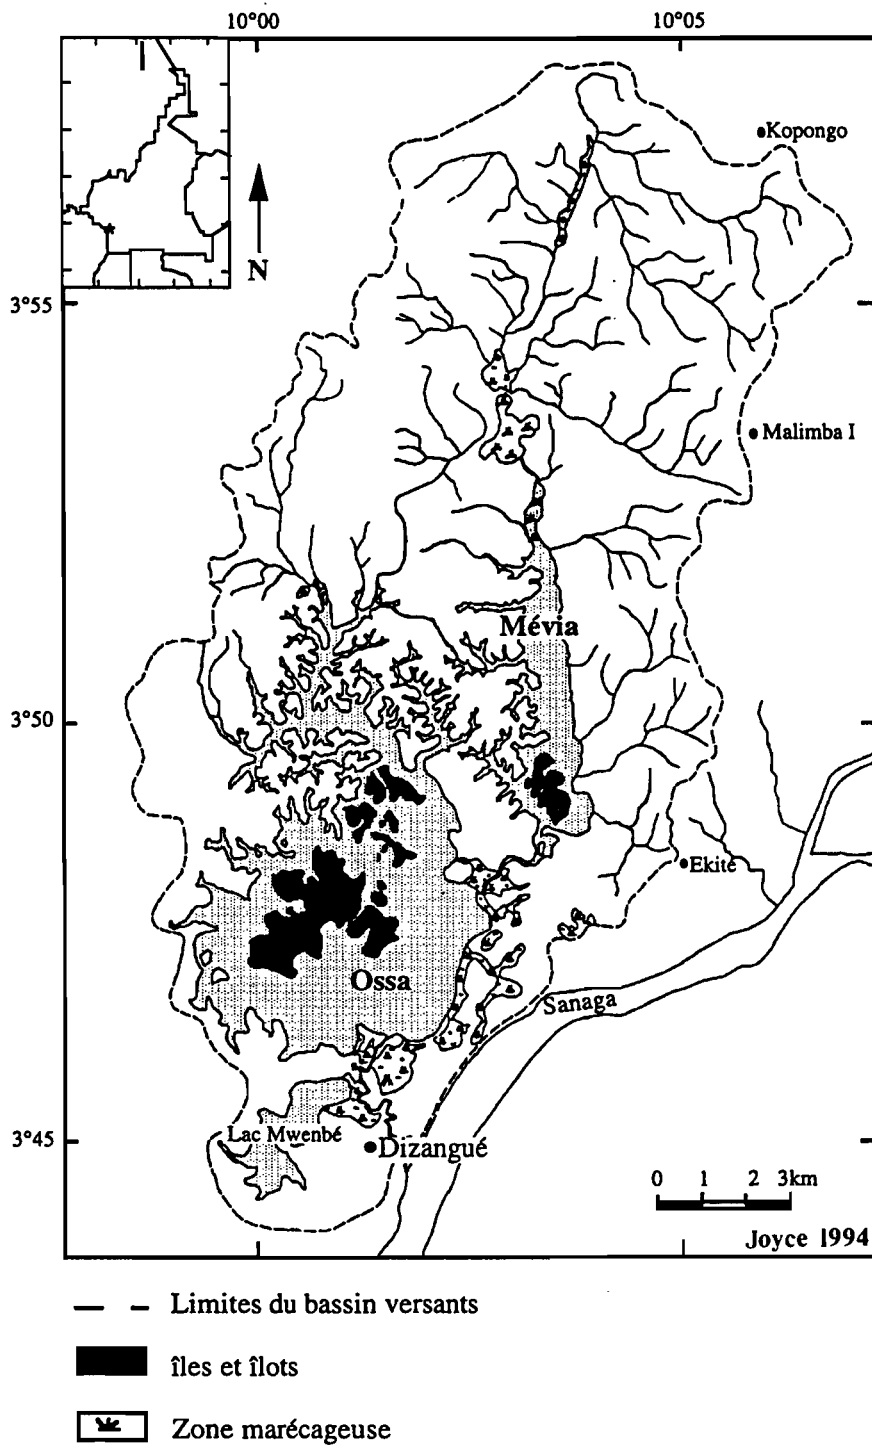 10°00
10°05
Kopongo
N
3°55
Malimba I
Mévia
3°50
Ekité
Ossa
Sanaga
3°45
Lac Mwenbé
Dizangué
0 1 2 3km
Joyce 1994
Limites du bassin versants
îles et îlots
Zone marécageuse